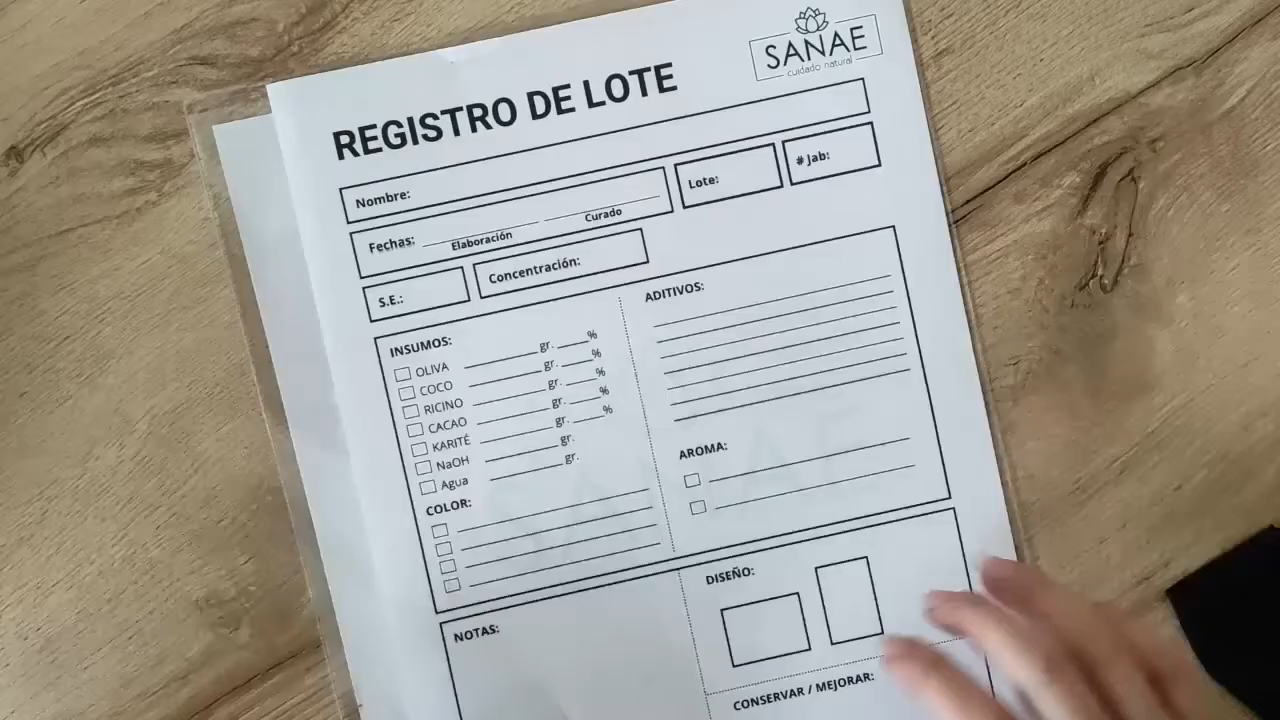 SANAE
cuidado natural
REGISTRO DE LOTE
Nombre:
Fechas:
Elaboración
Curado
Lote:
# Jab:
S.E.:
Concentración:
INSUMOS:
OLIVA gr. %
COCO gr. %
RICINO gr. %
CACAO gr. %
KARITÉ gr. %
NaOH gr.
Agua gr.
COLOR:
ADITIVOS:
AROMA:
NOTAS:
DISEÑO:
CONSERVAR / MEJORAR: